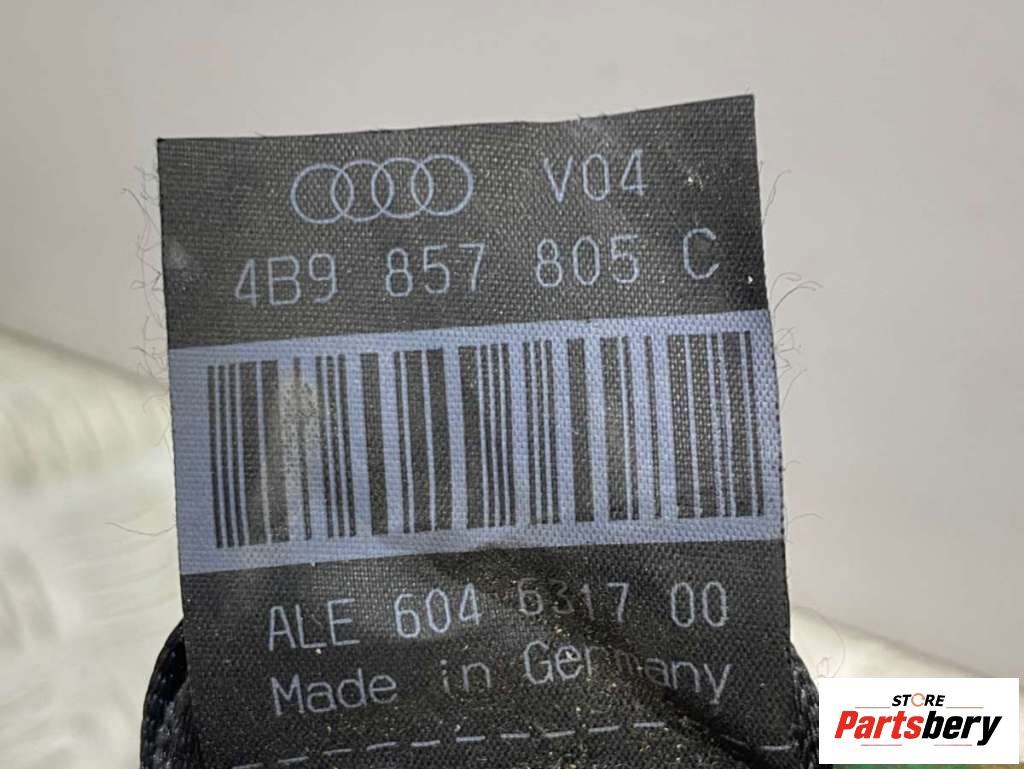 V04
4B9 857 805 C
ALE 604 6317 00
Made in Germany
STORE
Partsbery